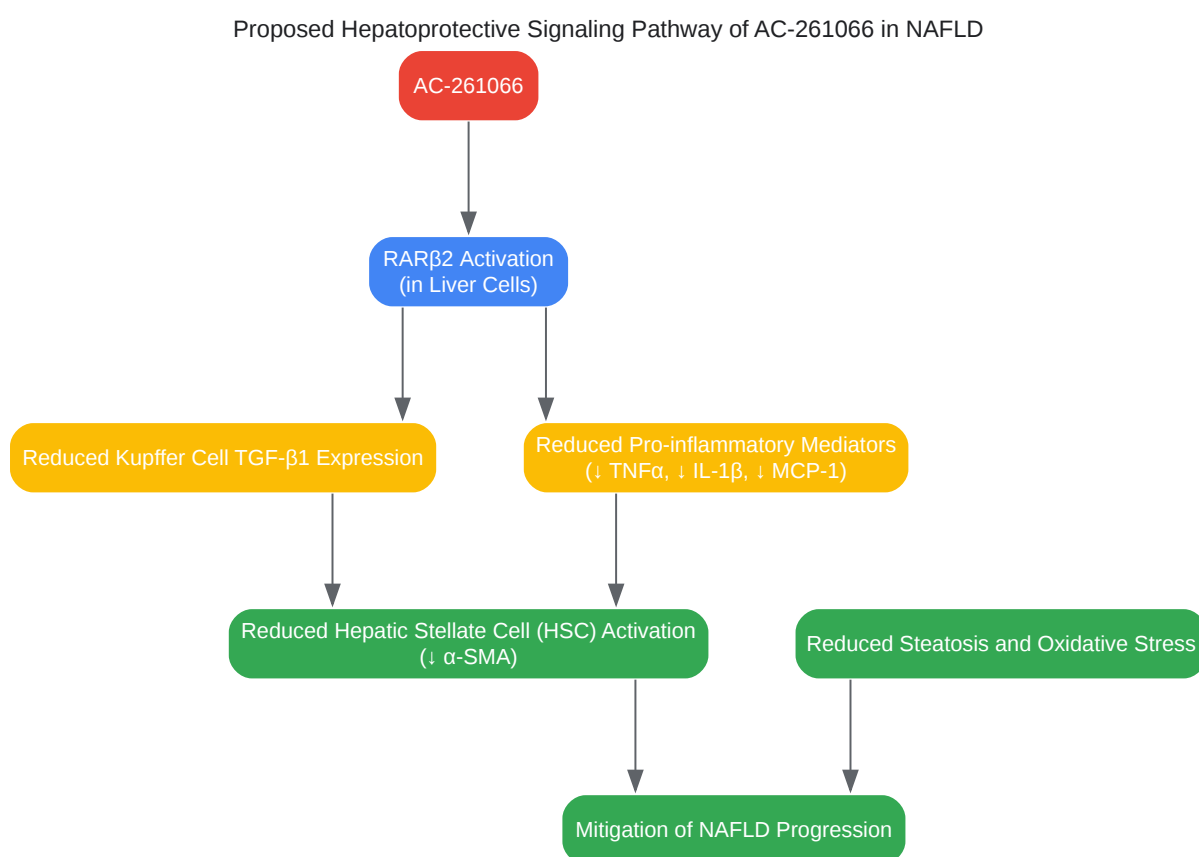 Proposed Hepatoprotective Signaling Pathway of AC-261066 in NAFLD
AC-261066
RARβ2 Activation
(in Liver Cells)
Reduced Kupffer Cell TGF-β1 Expression
Reduced Pro-inflammatory Mediators
(↓ TNFα, ↓ IL-1β, ↓ MCP-1)
Reduced Hepatic Stellate Cell (HSC) Activation
(↓ α-SMA)
Reduced Steatosis and Oxidative Stress
Mitigation of NAFLD Progression